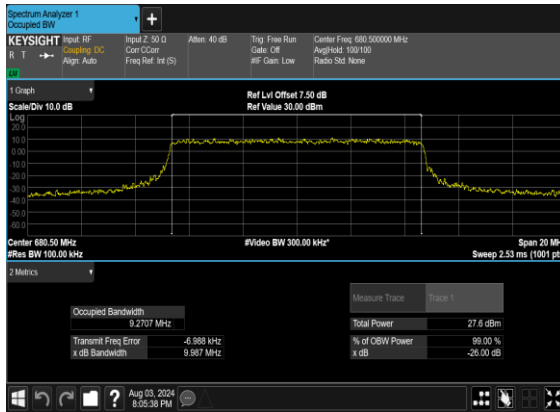 Spectrum Analyzer 1
Occupied BW
KEYSIGHT
R T
Input: RF
Coupling: DC
Align: Auto
Input Z: 50 Ω
Corr CCorr
Freq Ref: Int (S)
Atten: 40 dB
Trig: Free Run
Gate: Off
#IF Gain: Low
Center Freq: 680.500000 MHz
Avg|Hold: 100/100
Radio Std: None
1 Graph
Scale/Div 10.0 dB
Ref Lvl Offset 7.50 dB
Ref Value 30.00 dBm
Log
20.0
10.0
0.00
-10.0
-20.0
-30.0
-40.0
-50.0
-60.0
Center 680.50 MHz
#Res BW 100.00 kHz
#Video BW 300.00 kHz*
Span 20 MH
Sweep 2.53 ms (1001 pt
2 Metrics
Measure Trace Trace 1
Occupied Bandwidth
9.2707 MHz
Total Power 27.6 dBm
Transmit Freq Error -6.988 kHz
% of OBW Power 99.00 %
x dB Bandwidth 9.987 MHz
x dB -26.00 dB
?
Aug 03, 2024
8:05:38 PM